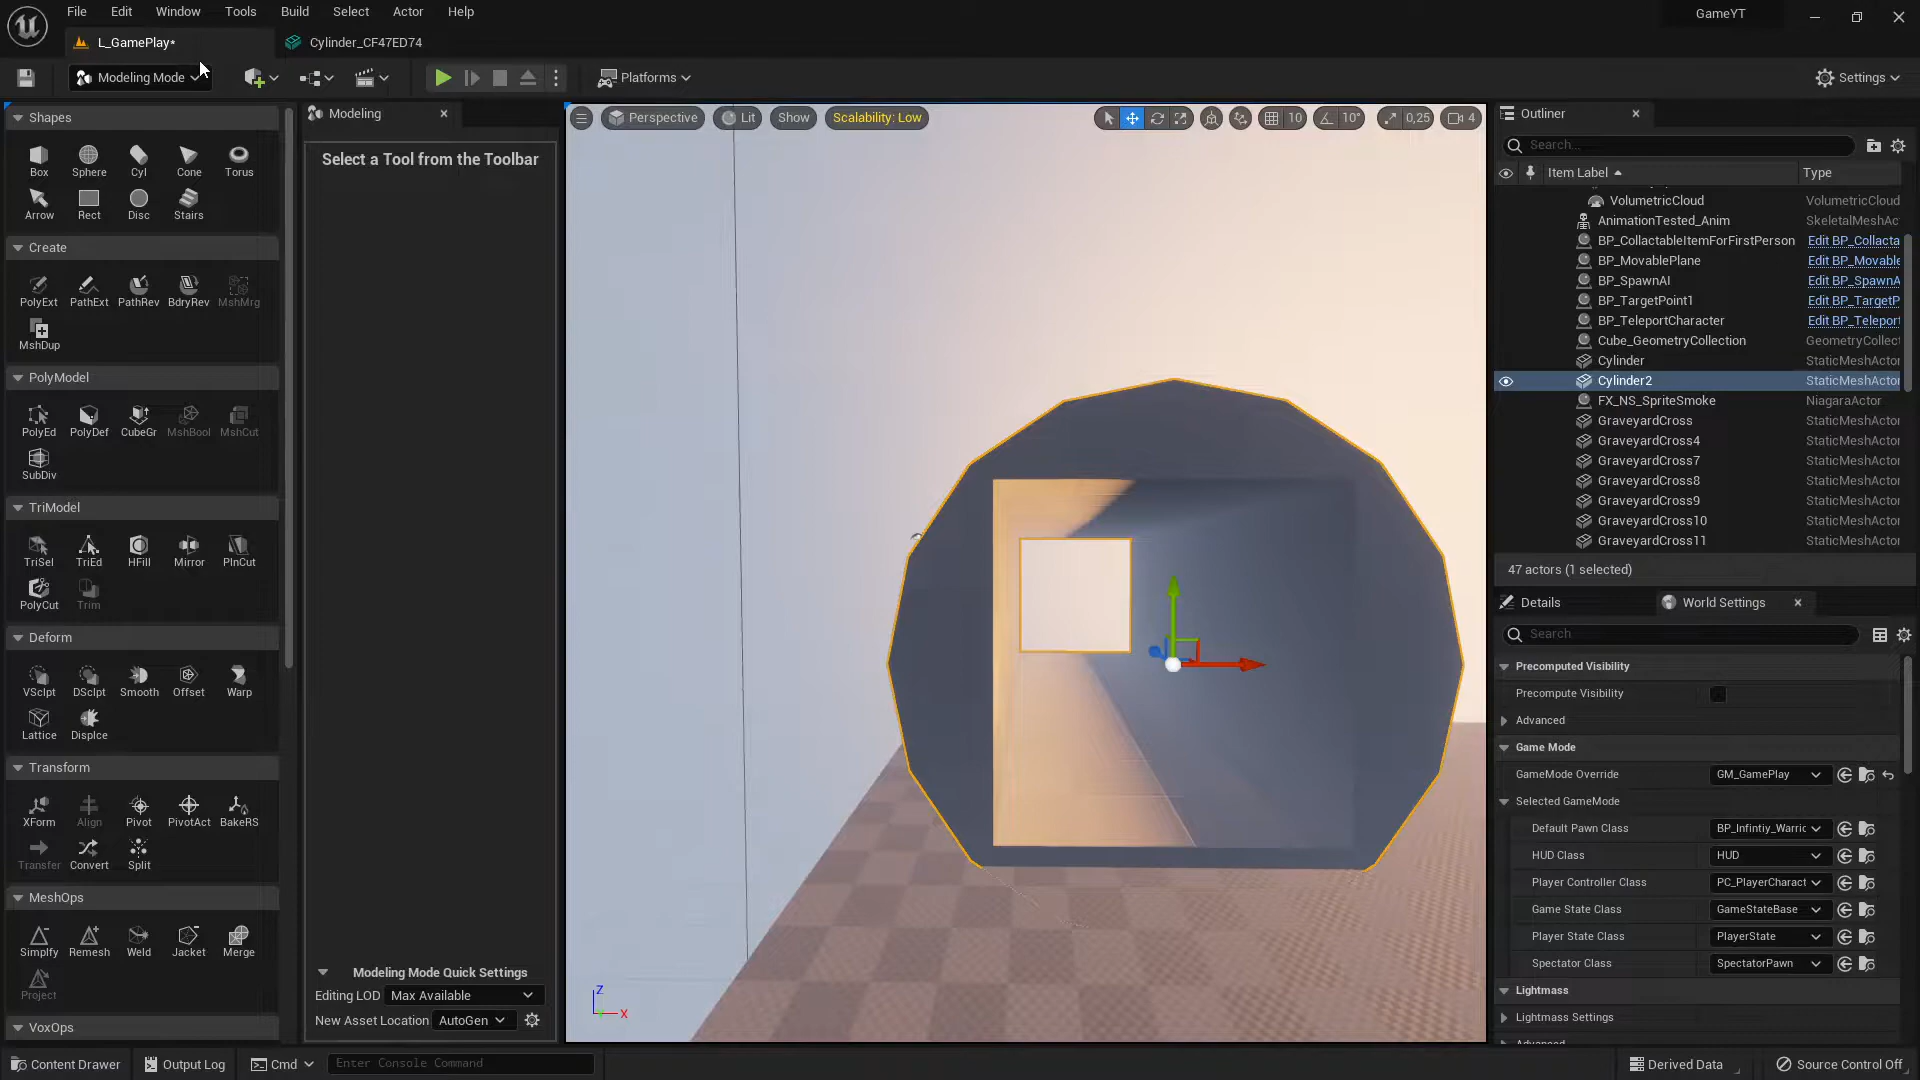 File Edit Window Tools Build Select Actor Help
GameYT
L_GamePlay*
Cylinder_CF47ED74
Modeling Mode
Platforms
Settings
Shapes
Box Sphere Cyl Cone Torus
Arrow Rect Disc Stairs
Create
PolyExt PathExt PathRev BdryRev MshMrg
MshDup
PolyModel
PolyEd PolyDef CubeGr MshBool MshCut
SubDiv
TriModel
TriSel TriEd HFill Mirror PlnCut
PolyCut Trim
Deform
VSclpt DSclpt Smooth Offset Warp
Lattice Displce
Transform
XForm Align Pivot PivotAct BakeRS
Transfer Convert Split
MeshOps
Simplfy Remesh Weld Jacket Merge
Project
VoxOps
Modeling
Select a Tool from the Toolbar
Modeling Mode Quick Settings
Editing LOD Max Available
New Asset Location AutoGen
Perspective Lit Show Scalability: Low
10 10° 0,25 4
Z
X
Outliner
Search...
Item Label Type
VolumetricCloud VolumetricCloud
AnimationTested_Anim SkeletalMeshAc
BP_CollactableItemForFirstPerson Edit BP_Collacta
BP_MovablePlane Edit BP_Movable
BP_SpawnAI Edit BP_SpawnA
BP_TargetPoint1 Edit BP_TargetP
BP_TeleportCharacter Edit BP_Teleport
Cube_GeometryCollection GeometryCollec
Cylinder StaticMeshActor
Cylinder2 StaticMeshActor
FX_NS_SpriteSmoke NiagaraActor
GraveyardCross StaticMeshActor
GraveyardCross4 StaticMeshActor
GraveyardCross7 StaticMeshActor
GraveyardCross8 StaticMeshActor
GraveyardCross9 StaticMeshActor
GraveyardCross10 StaticMeshActor
GraveyardCross11 StaticMeshActor
47 actors (1 selected)
Details
World Settings
Search
Precomputed Visibility
Precompute Visibility
Advanced
Game Mode
GameMode Override GM_GamePlay
Selected GameMode
Default Pawn Class BP_Infintiy_Warric
HUD Class HUD
Player Controller Class PC_PlayerCharact
Game State Class GameStateBase
Player State Class PlayerState
Spectator Class SpectatorPawn
Lightmass
Lightmass Settings
Content Drawer Output Log Cmd Enter Console Command
Derived Data Source Control Off